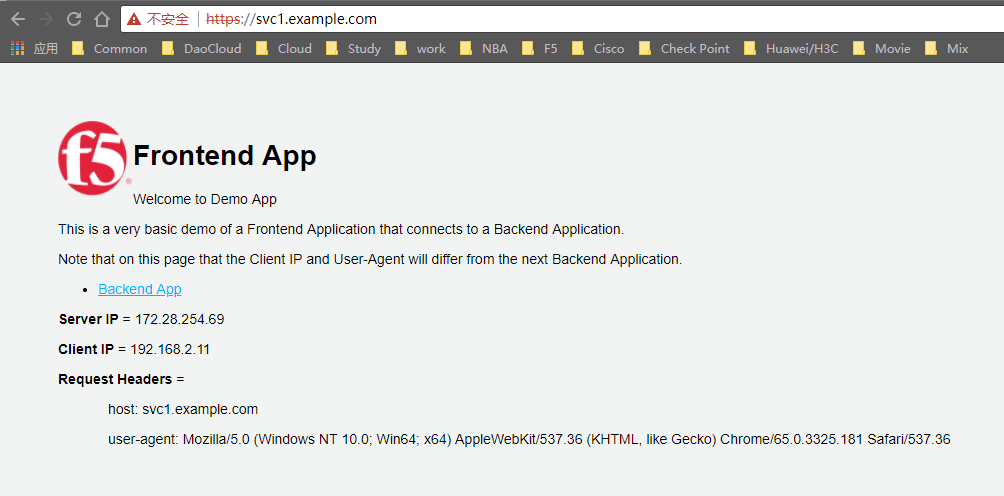 不安全 https://svc1.example.com
应用 Common DaoCloud Cloud Study work NBA F5 Cisco Check Point Huawei/H3C Movie Mix
f5® Frontend App
Welcome to Demo App
This is a very basic demo of a Frontend Application that connects to a Backend Application.
Note that on this page that the Client IP and User-Agent will differ from the next Backend Application.
Backend App
Server IP = 172.28.254.69
Client IP = 192.168.2.11
Request Headers =
host: svc1.example.com
user-agent: Mozilla/5.0 (Windows NT 10.0; Win64; x64) AppleWebKit/537.36 (KHTML, like Gecko) Chrome/65.0.3325.181 Safari/537.36